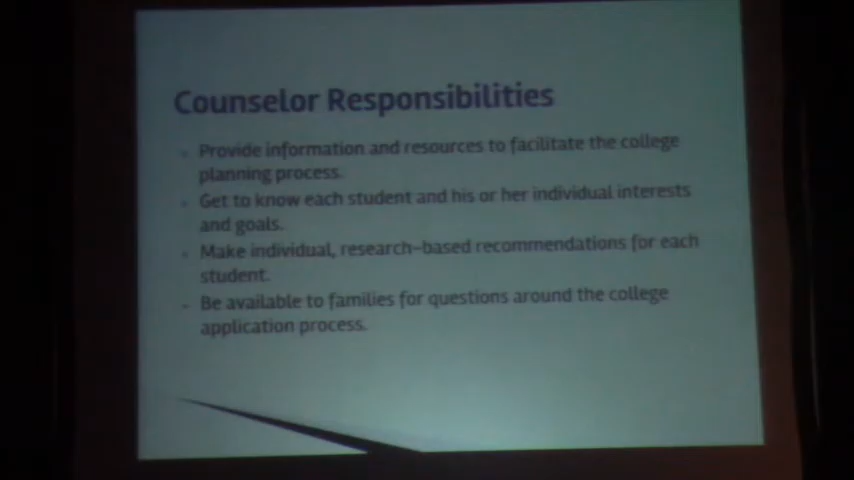 Counselor Responsibilities
Provide information and resources to facilitate the college
planning process.
Get to know each student and his or her individual interests
and goals.
Make individual, research-based recommendations for each
student.
Be available to families for questions around the college
application process.